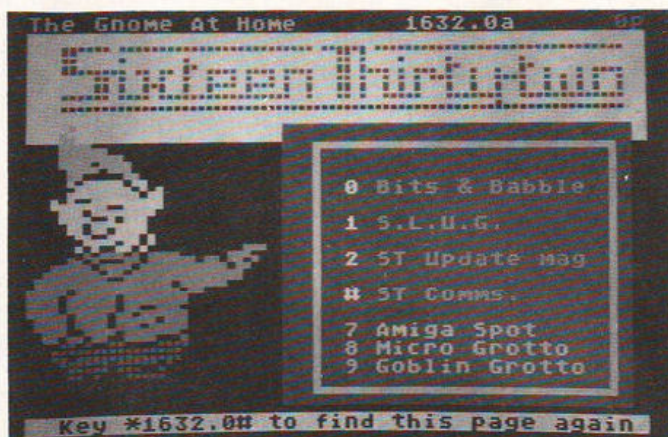 The Gnome At Home 1632.0a 0p
Sixteen Thirtytwo
0 Bits & Babble
1 S.L.U.G.
2 ST Update mag
# ST Comms.
7 Amiga Spot
8 Micro Grotto
9 Goblin Grotto
Key *1632.0# to find this page again